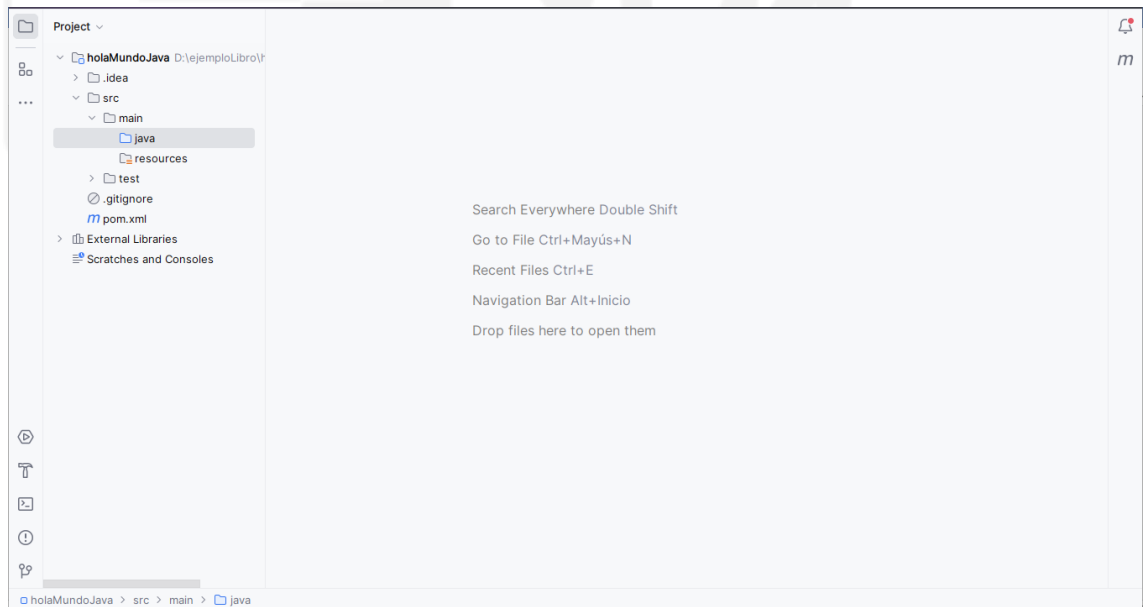 Project
holaMundoJava D:\ejemploLibro\h
.idea
src
main
java
resources
test
.gitignore
m pom.xml
External Libraries
Scratches and Consoles
Search Everywhere Double Shift
Go to File Ctrl+Mayús+N
Recent Files Ctrl+E
Navigation Bar Alt+Inicio
Drop files here to open them
m
holaMundoJava > src > main > java